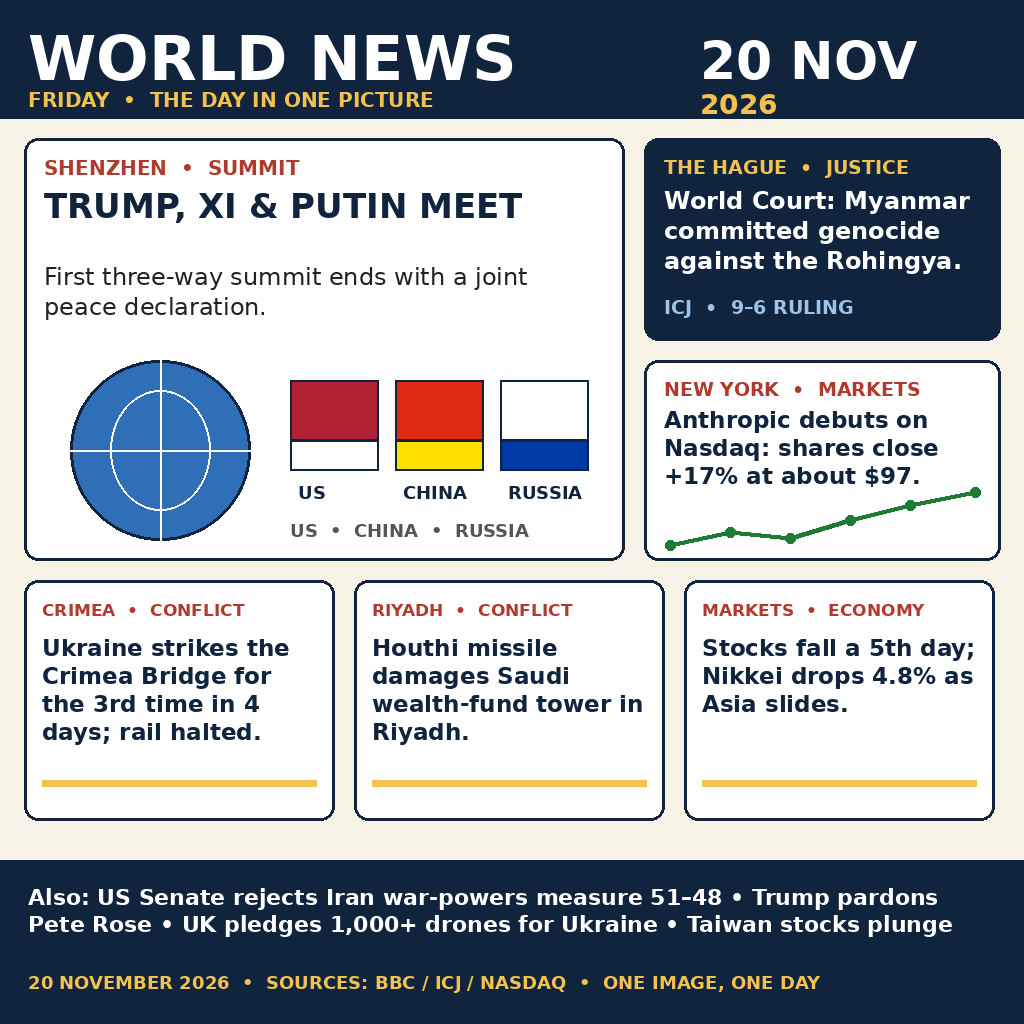 WORLD NEWS
FRIDAY • THE DAY IN ONE PICTURE
20 NOV
2026
SHENZHEN • SUMMIT
TRUMP, XI & PUTIN MEET
First three-way summit ends with a joint
peace declaration.
US
CHINA
RUSSIA
US • CHINA • RUSSIA
THE HAGUE • JUSTICE
World Court: Myanmar
committed genocide
against the Rohingya.
ICJ • 9–6 RULING
NEW YORK • MARKETS
Anthropic debuts on
Nasdaq: shares close
+17% at about $97.
CRIMEA • CONFLICT
Ukraine strikes the
Crimea Bridge for
the 3rd time in 4
days; rail halted.
RIYADH • CONFLICT
Houthi missile
damages Saudi
wealth-fund tower in
Riyadh.
MARKETS • ECONOMY
Stocks fall a 5th day;
Nikkei drops 4.8% as
Asia slides.
Also: US Senate rejects Iran war-powers measure 51–48 • Trump pardons
Pete Rose • UK pledges 1,000+ drones for Ukraine • Taiwan stocks plunge
20 NOVEMBER 2026 • SOURCES: BBC / ICJ / NASDAQ • ONE IMAGE, ONE DAY